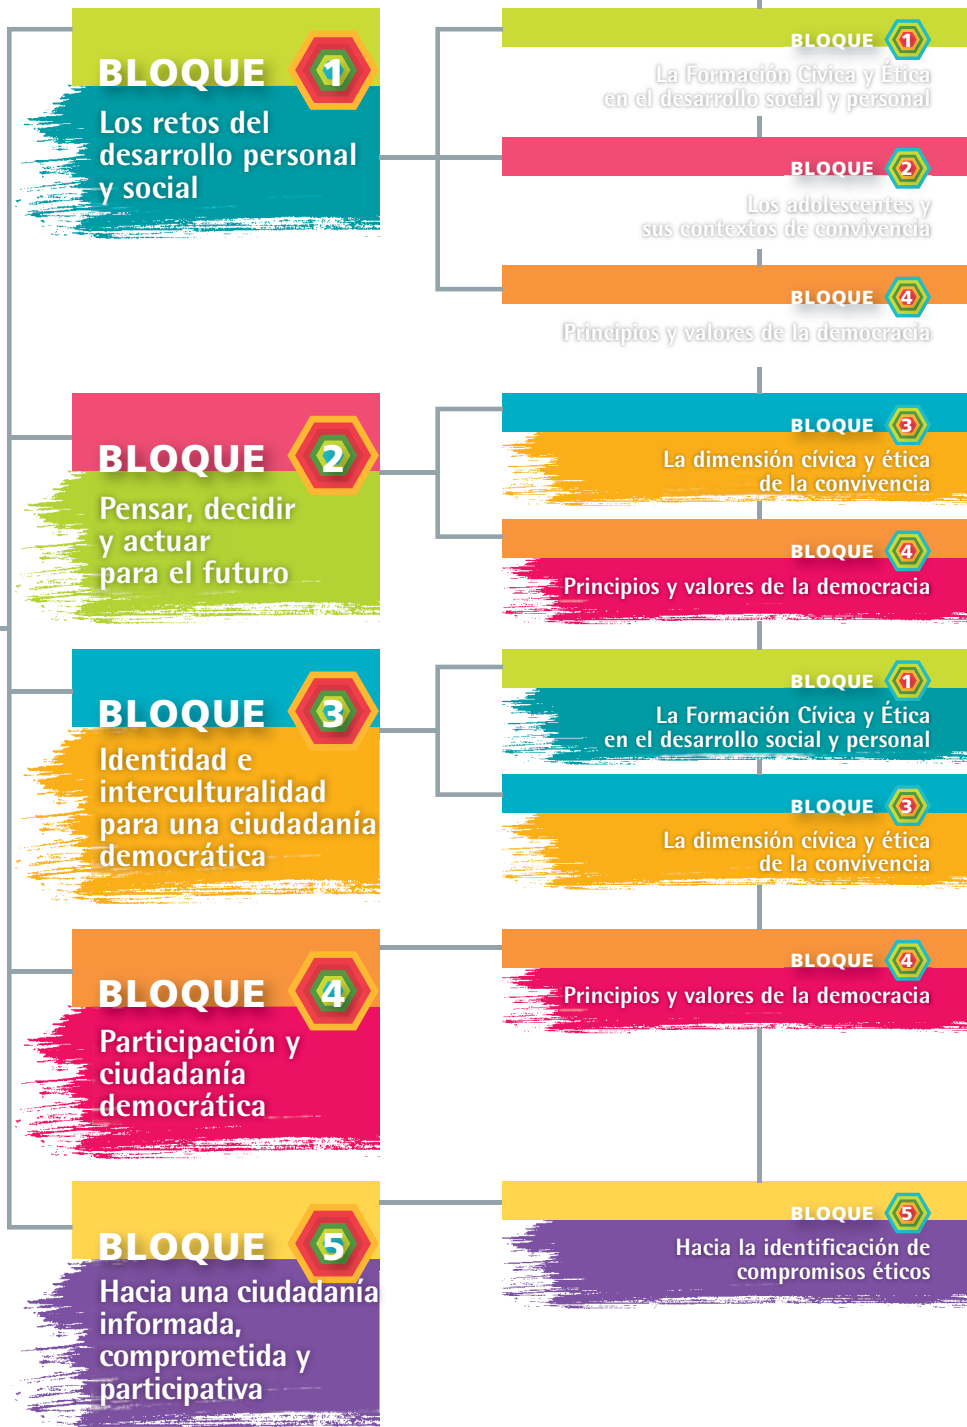 BLOQUE 1
Los retos del
desarrollo personal
y social
BLOQUE 1
La Formación Cívica y Ética
en el desarrollo social y personal
BLOQUE 2
Los adolescentes y
sus contextos de convivencia
BLOQUE 4
Principios y valores de la democracia
BLOQUE 2
Pensar, decidir
y actuar
para el futuro
BLOQUE 3
La dimensión cívica y ética
de la convivencia
BLOQUE 4
Principios y valores de la democracia
BLOQUE 3
Identidad e
interculturalidad
para una ciudadanía
democrática
BLOQUE 1
La Formación Cívica y Ética
en el desarrollo social y personal
BLOQUE 3
La dimensión cívica y ética
de la convivencia
BLOQUE 4
Participación y
ciudadanía
democrática
BLOQUE 4
Principios y valores de la democracia
BLOQUE 5
Hacia una ciudadanía
informada,
comprometida y
participativa
BLOQUE 5
Hacia la identificación de
compromisos éticos